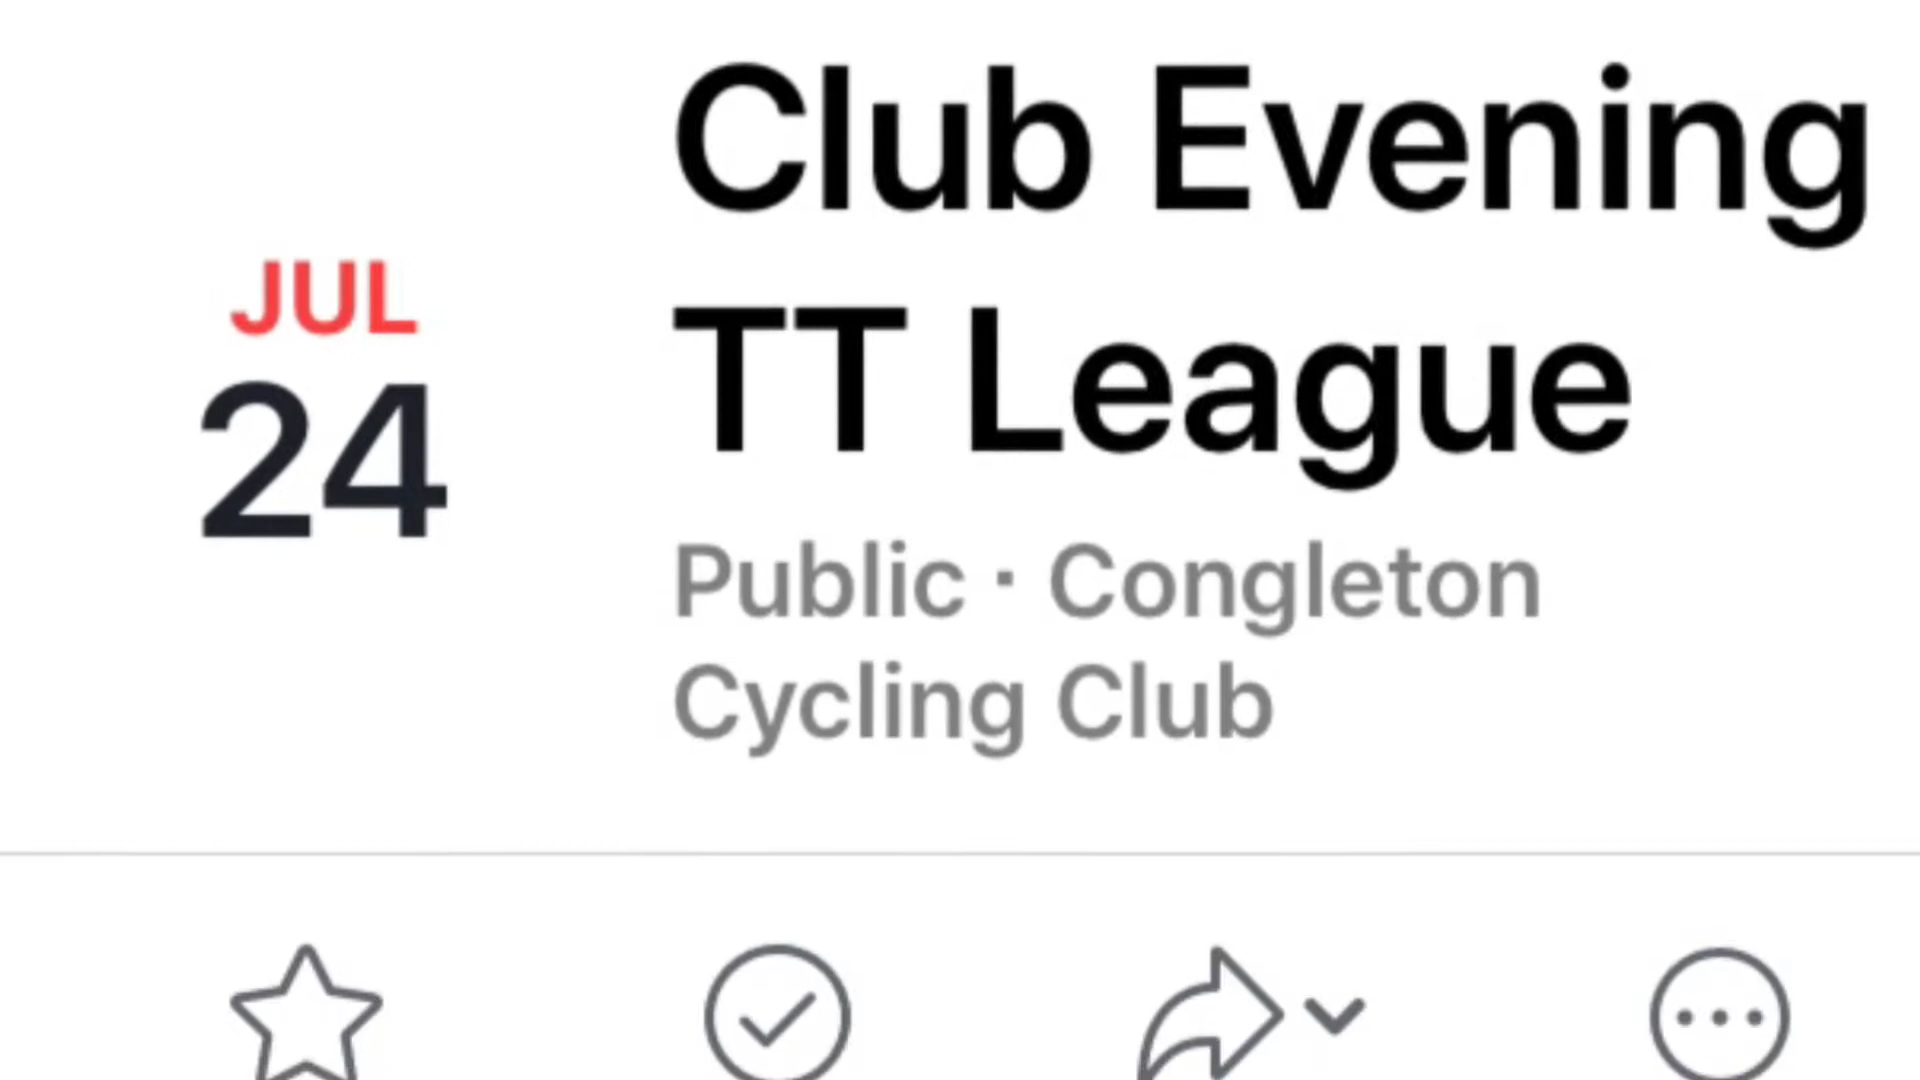 Club Evening
JUL
TT League
24
Public · Congleton
Cycling Club